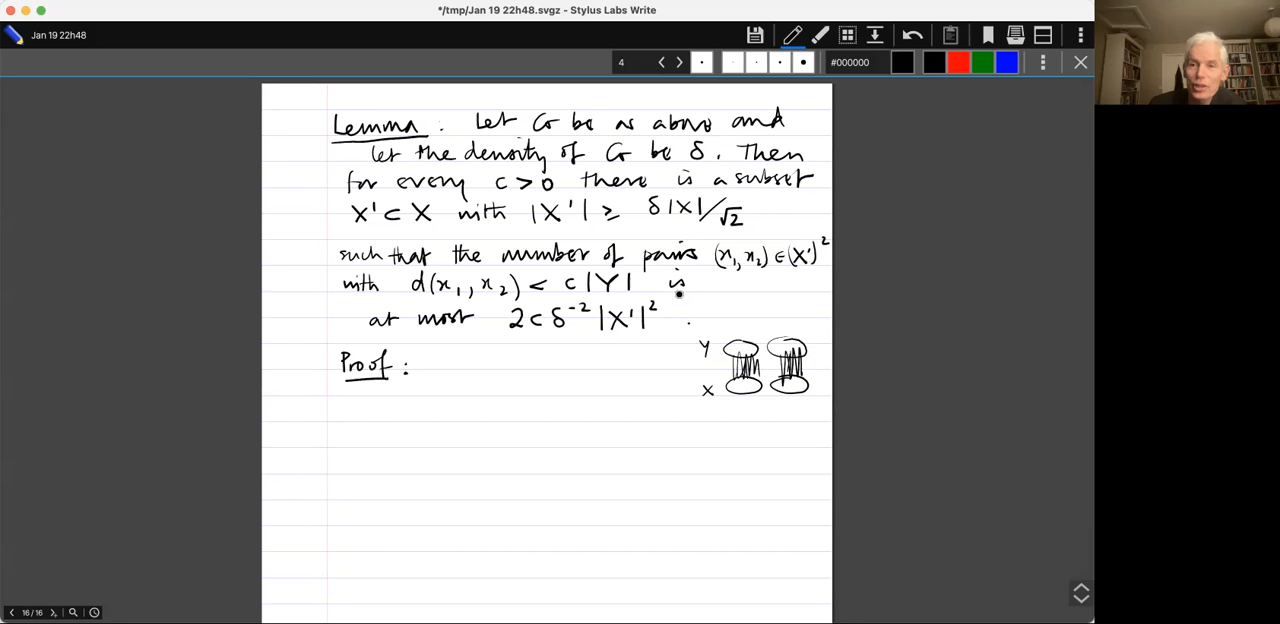 */tmp/Jan 19 22h48.svgz - Stylus Labs Write
Jan 19 22h48
4
#000000
Lemma : Let G be as above and
let the density of G be δ. Then
for every c > 0 there is a subset
X' ⊂ X with |X'| ≥ δ|X|/√2
such that the number of pairs (x₁, x₂) ∈ (X')²
with d(x₁, x₂) < c|Y| is
at most 2cδ⁻²|X'|² .
Y
Proof :
X
16/16